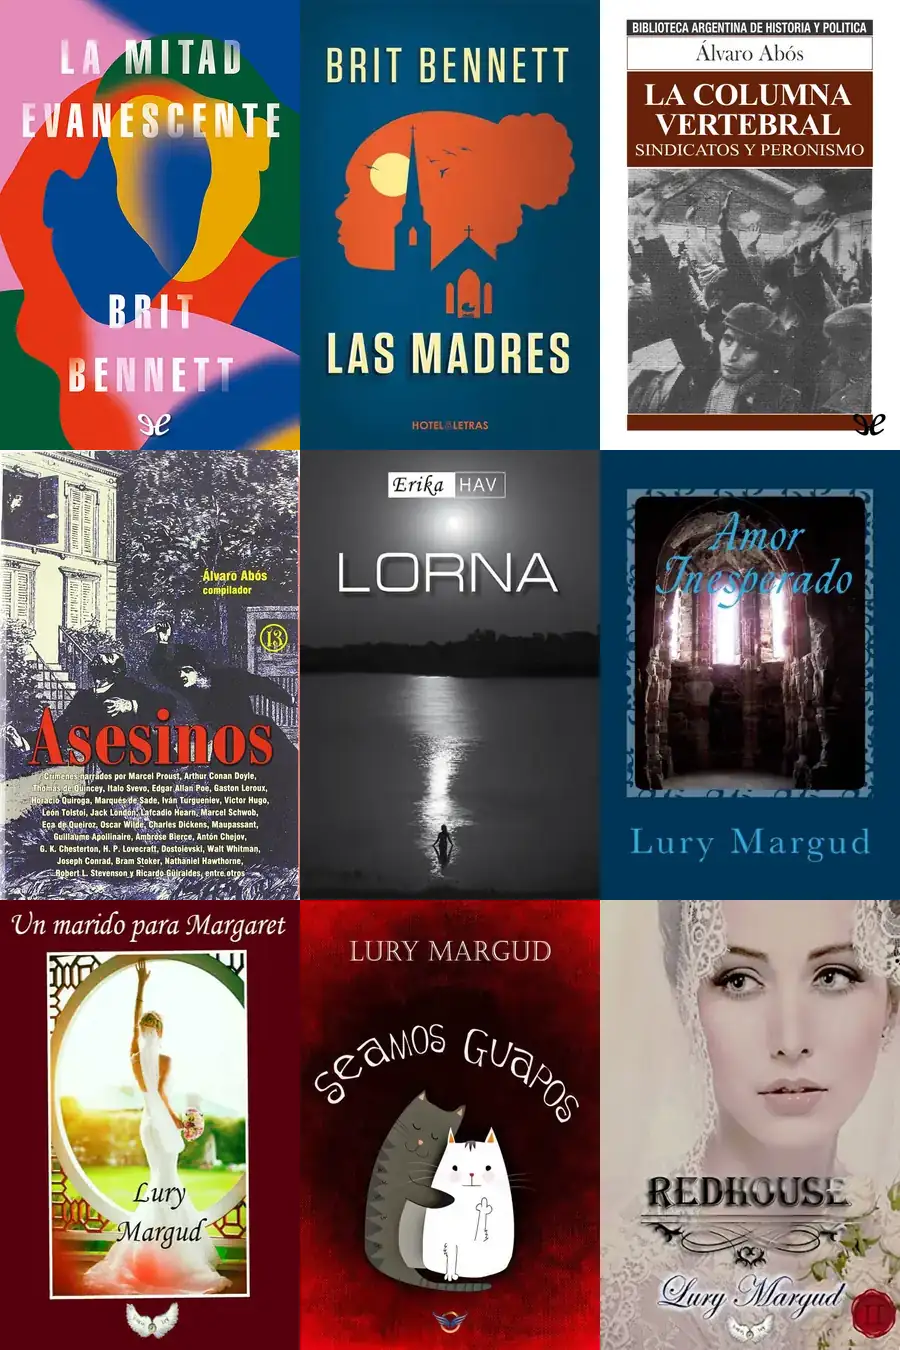 LA MITAD
EVANESCENTE
BRIT
BENNETT
BRIT BENNETT
LAS MADRES
HOTEL DE LETRAS
BIBLIOTECA ARGENTINA DE HISTORIA Y POLITICA
Álvaro Abós
LA COLUMNA
VERTEBRAL
SINDICATOS Y PERONISMO
Álvaro Abós
compilador
13
Asesinos
Crímenes narrados por Marcel Proust, Arthur Conan Doyle,
Thomas de Quincey, Italo Svevo, Edgar Allan Poe, Gaston Leroux,
Horacio Quiroga, Marqués de Sade, Iván Turgueniev, Victor Hugo,
León Tolstoi, Jack London, Lafcadio Hearn, Marcel Schwob,
Eça de Queiroz, Oscar Wilde, Charles Dickens, Maupassant,
Guillaume Apollinaire, Ambrose Bierce, Antón Chejov,
G. K. Chesterton, H. P. Lovecraft, Dostoievski, Walt Whitman,
Joseph Conrad, Bram Stoker, Nathaniel Hawthorne,
Robert L. Stevenson y Ricardo Güiraldes, entre otros
Erika HAV
LORNA
Amor
Inesperado
Lury Margud
Un marido para Margaret
Lury
Margud
LURY MARGUD
SEAMOS GUAPOS
REDHOUSE
Lury Margud
II